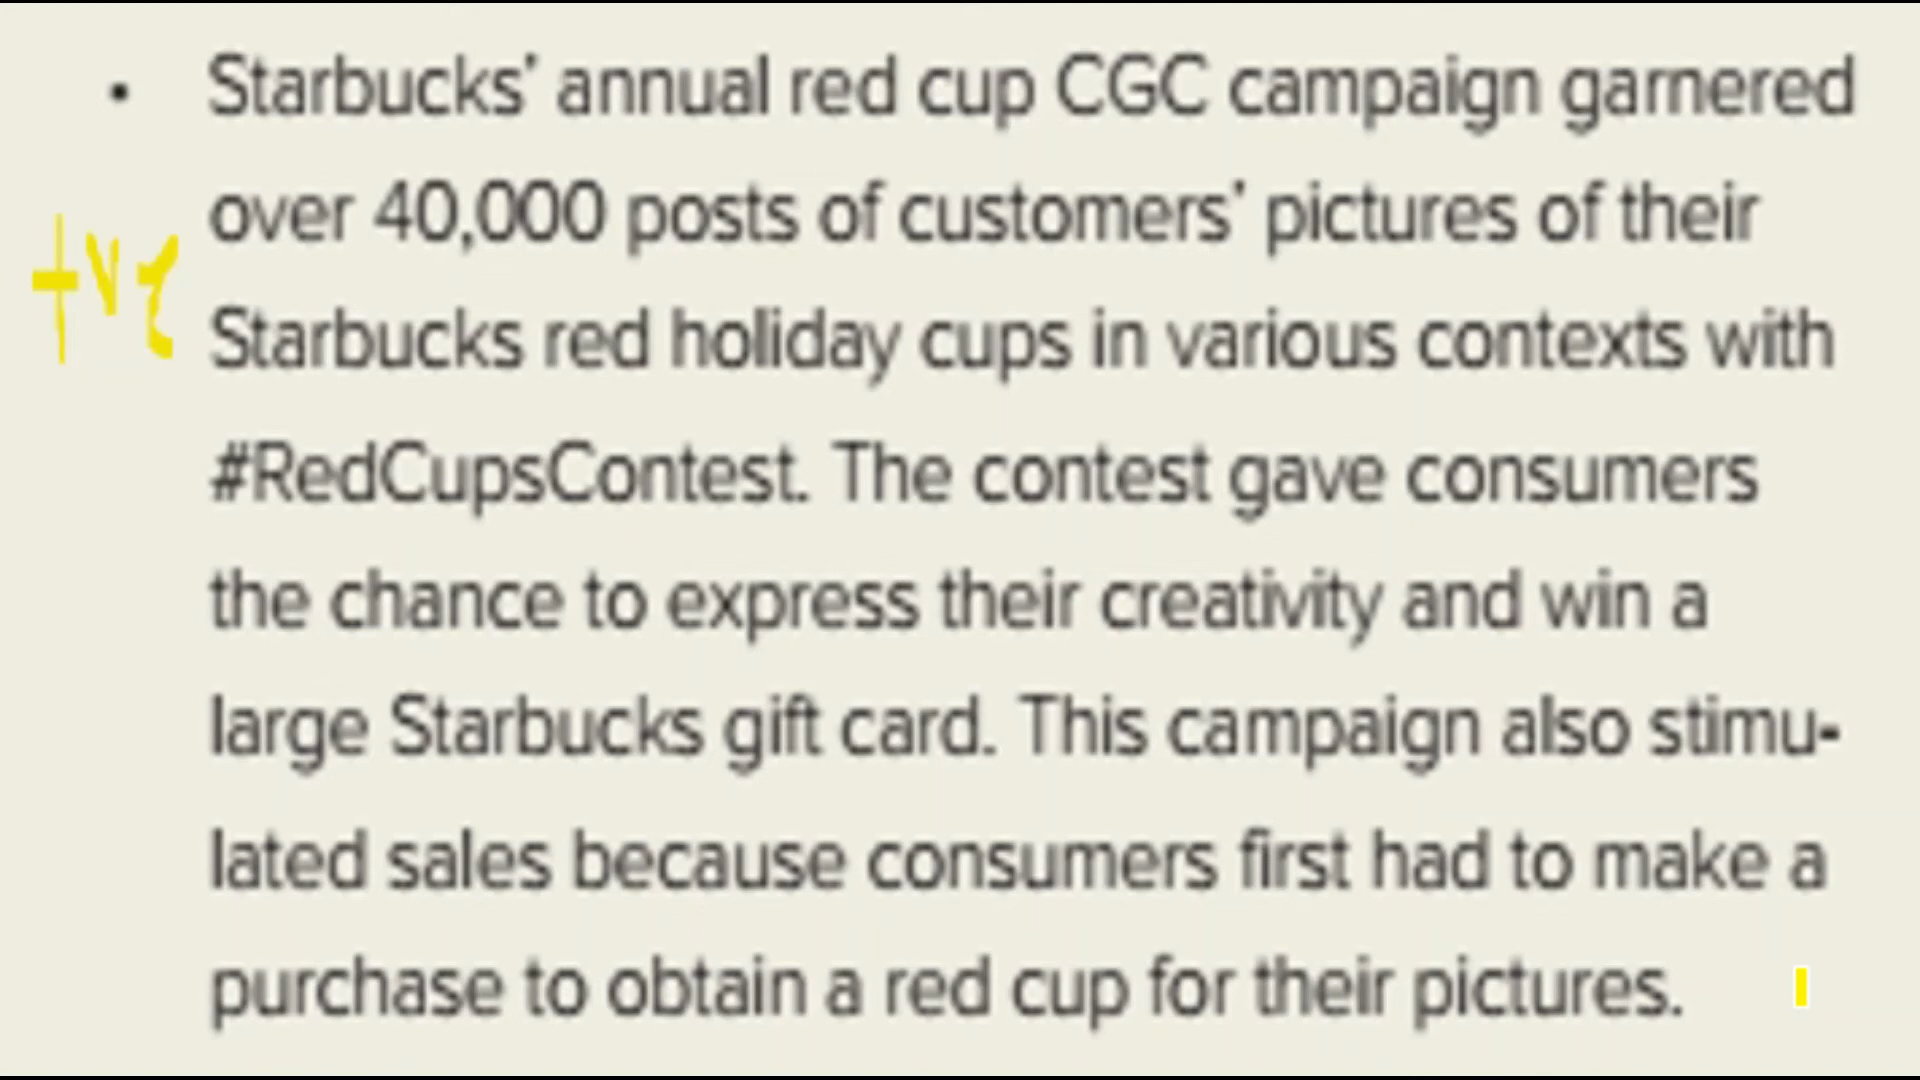 • Starbucks’ annual red cup CGC campaign garnered
over 40,000 posts of customers’ pictures of their
+ve
Starbucks red holiday cups in various contexts with
#RedCupsContest. The contest gave consumers
the chance to express their creativity and win a
large Starbucks gift card. This campaign also stimu-
lated sales because consumers first had to make a
purchase to obtain a red cup for their pictures.